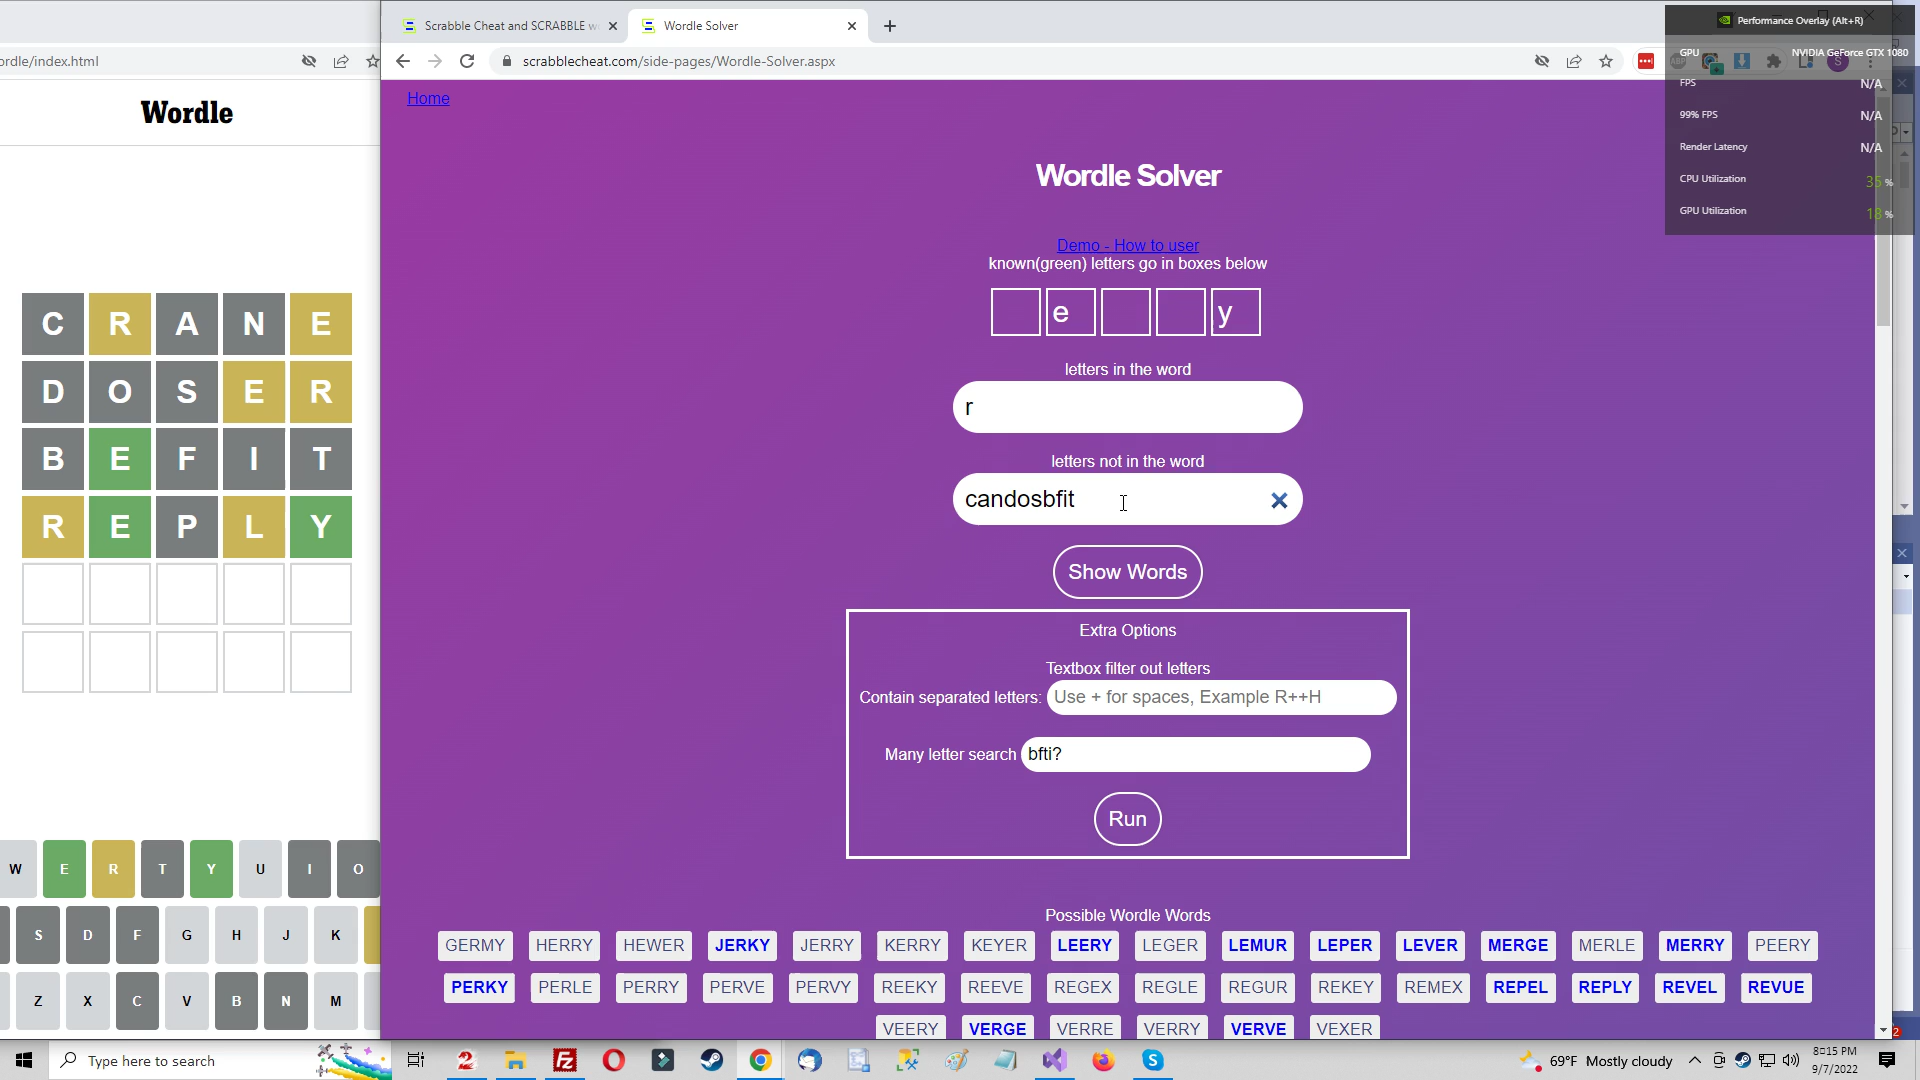 Scrabble Cheat and SCRABBLE w
Wordle Solver
Performance Overlay (Alt+R)
GPU NVIDIA GeForce GTX 1080
FPS N/A
99% FPS N/A
Render Latency N/A
CPU Utilization 35 %
GPU Utilization 18 %
ordle/index.html
scrabblecheat.com/side-pages/Wordle-Solver.aspx
Home
Wordle
C R A N E
D O S E R
B E F I T
R E P L Y
W E R T Y U I O
S D F G H J K
Z X C V B N M
Wordle Solver
Demo - How to user
known(green) letters go in boxes below
e y
letters in the word
r
letters not in the word
candosbfit
Show Words
Extra Options
Textbox filter out letters
Contain separated letters: Use + for spaces, Example R++H
Many letter search bfti?
Run
Possible Wordle Words
GERMY HERRY HEWER JERKY JERRY KERRY KEYER LEERY LEGER LEMUR LEPER LEVER MERGE MERLE MERRY PEERY
PERKY PERLE PERRY PERVE PERVY REEKY REEVE REGEX REGLE REGUR REKEY REMEX REPEL REPLY REVEL REVUE
VEERY VERGE VERRE VERRY VERVE VEXER
Type here to search
69°F Mostly cloudy
8:15 PM
9/7/2022